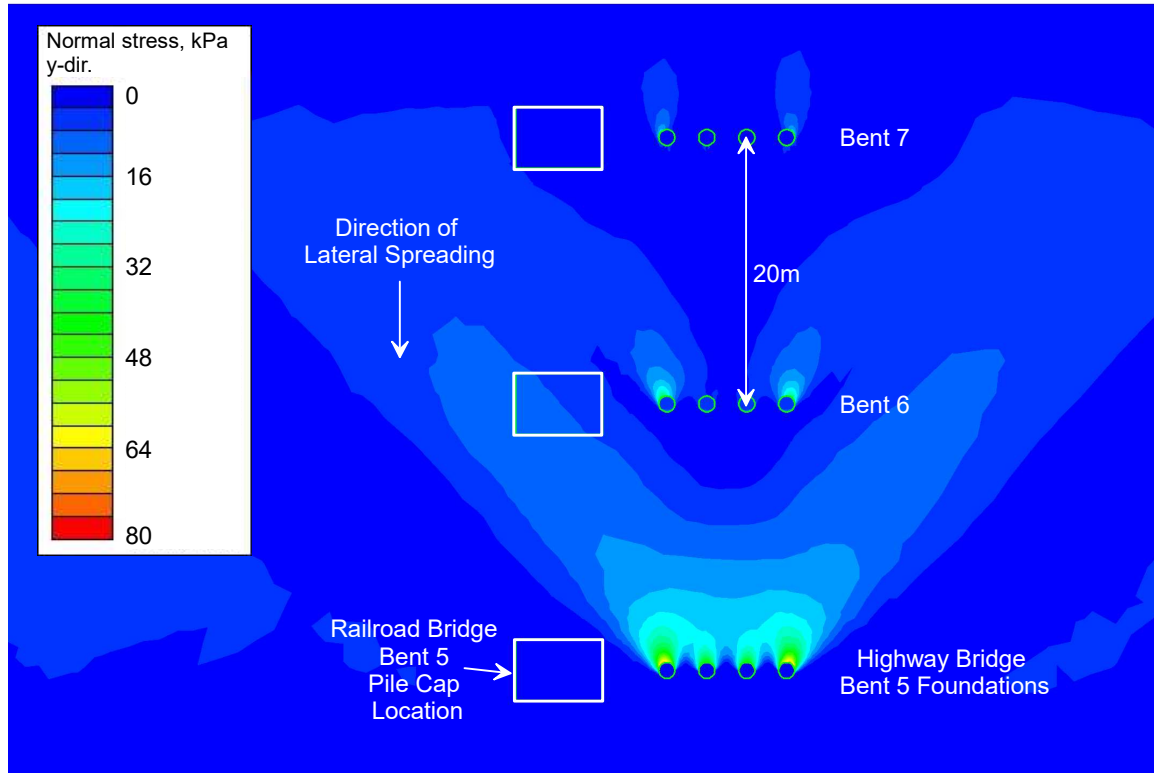 Normal stress, kPa
y-dir.
0
16
32
48
64
80
Bent 7
Direction of
Lateral Spreading
20m
Bent 6
Railroad Bridge
Bent 5
Pile Cap
Location
Highway Bridge
Bent 5 Foundations